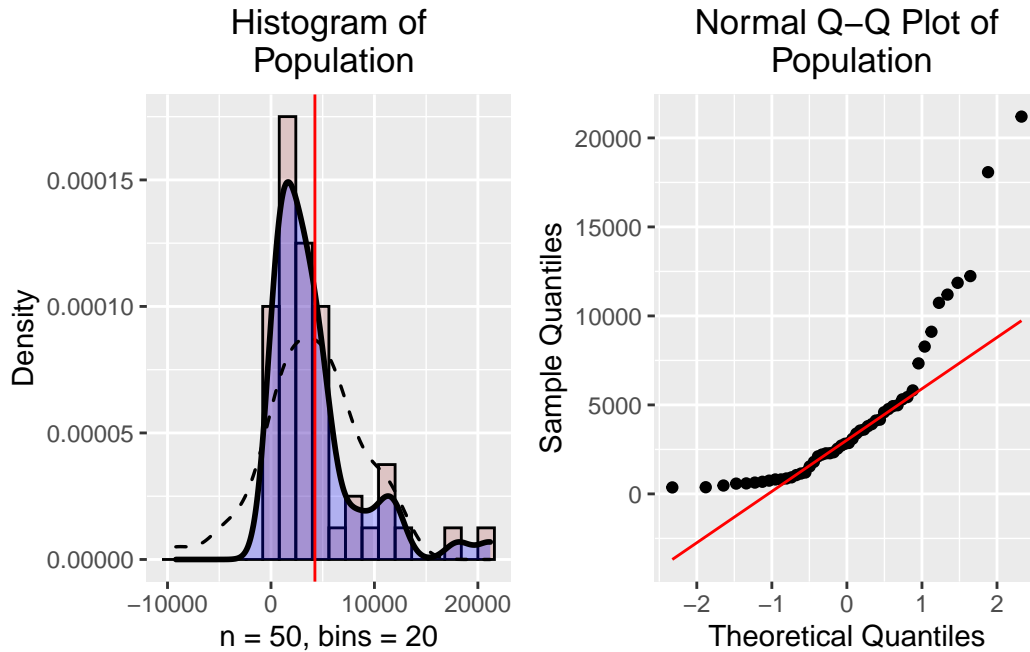 Histogram of
Population
Density
0.00015
0.00010
0.00005
0.00000
−10000 0 10000 20000
n = 50, bins = 20
Normal Q−Q Plot of
Population
Sample Quantiles
20000
15000
10000
5000
0
−2 −1 0 1 2
Theoretical Quantiles